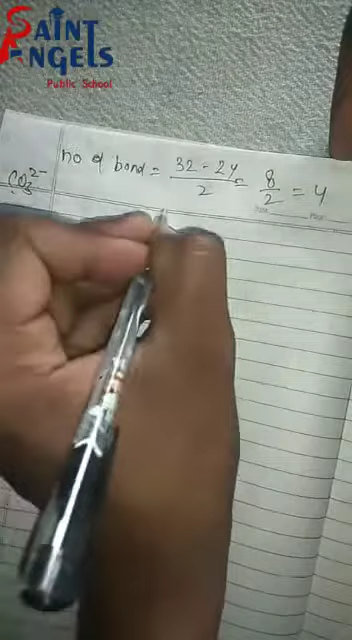 SAINT
ANGELS
Public School
no of bond = 32 - 24 / 2 = 8 / 2 = 4
CO3 2-